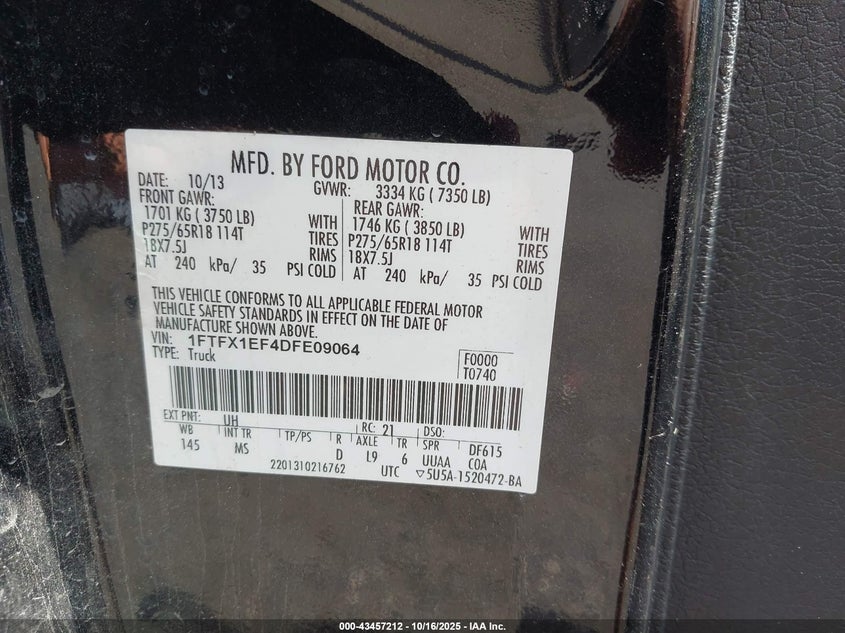 MFD. BY FORD MOTOR CO.
DATE: 10/13 GVWR: 3334 KG ( 7350 LB)
FRONT GAWR: REAR GAWR:
1701 KG ( 3750 LB) WITH 1746 KG ( 3850 LB) WITH
P275/65R18 114T TIRES P275/65R18 114T TIRES
18X7.5J RIMS 18X7.5J RIMS
AT 240 kPa/ 35 PSI COLD AT 240 kPa/ 35 PSI COLD
THIS VEHICLE CONFORMS TO ALL APPLICABLE FEDERAL MOTOR
VEHICLE SAFETY STANDARDS IN EFFECT ON THE DATE OF
MANUFACTURE SHOWN ABOVE.
VIN: 1FTFX1EF4DFE09064 F0000
TYPE: Truck T0740
EXT PNT: UH RC: 21 DSO:
WB INT TR TP/PS R AXLE TR SPR DF615
145 MS D L9 6 UUAA COA
2201310216762 UTC ▽5U5A-1520472-BA
000-43457212 - 10/16/2025 - IAA Inc.